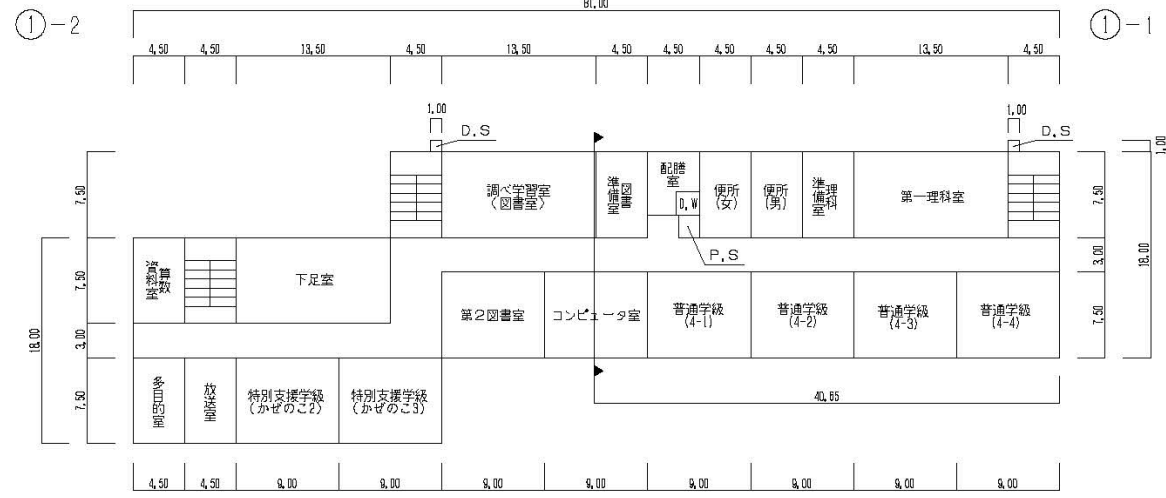 ①-2
81.00
①-1
4.50
4.50
13.50
4.50
13.50
4.50
4.50
4.50
4.50
13.50
4.50
1.00
D.S
1.00
D.S
1.00
7.50
調べ学習室
(図書室)
図書
準備室
配膳
室
D.W
便所
(女)
便所
(男)
理科
準備室
第一理科室
7.50
P.S
3.00
18.00
7.50
算数
資料室
下足室
第2図書室
コンピュータ室
普通学級
(4-1)
普通学級
(4-2)
普通学級
(4-3)
普通学級
(4-4)
7.50
18.00
3.00
7.50
多目的室
放送室
特別支援学級
(かぜのこ2)
特別支援学級
(かぜのこ3)
40.65
4.50
4.50
9.00
9.00
9.00
9.00
9.00
9.00
9.00
9.00